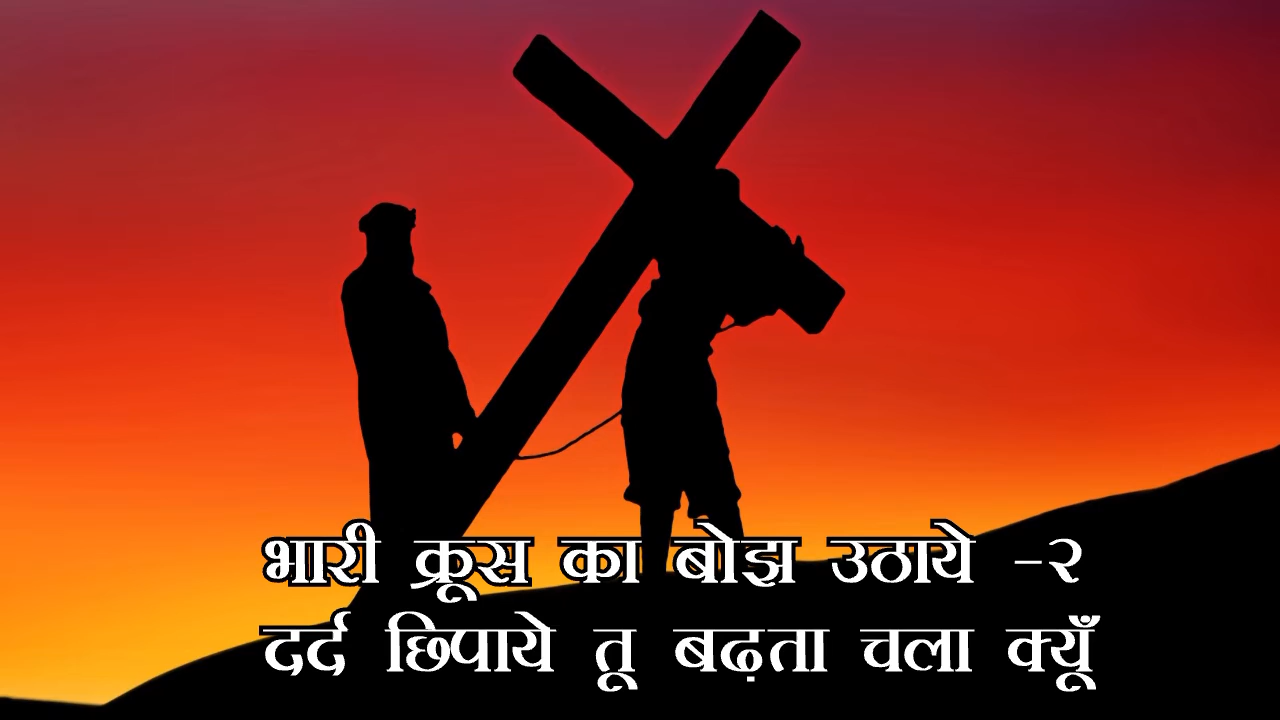 भारी क्रूस का बोझ उठाये -२
दर्द छिपाये तू बढ़ता चला क्यूँ